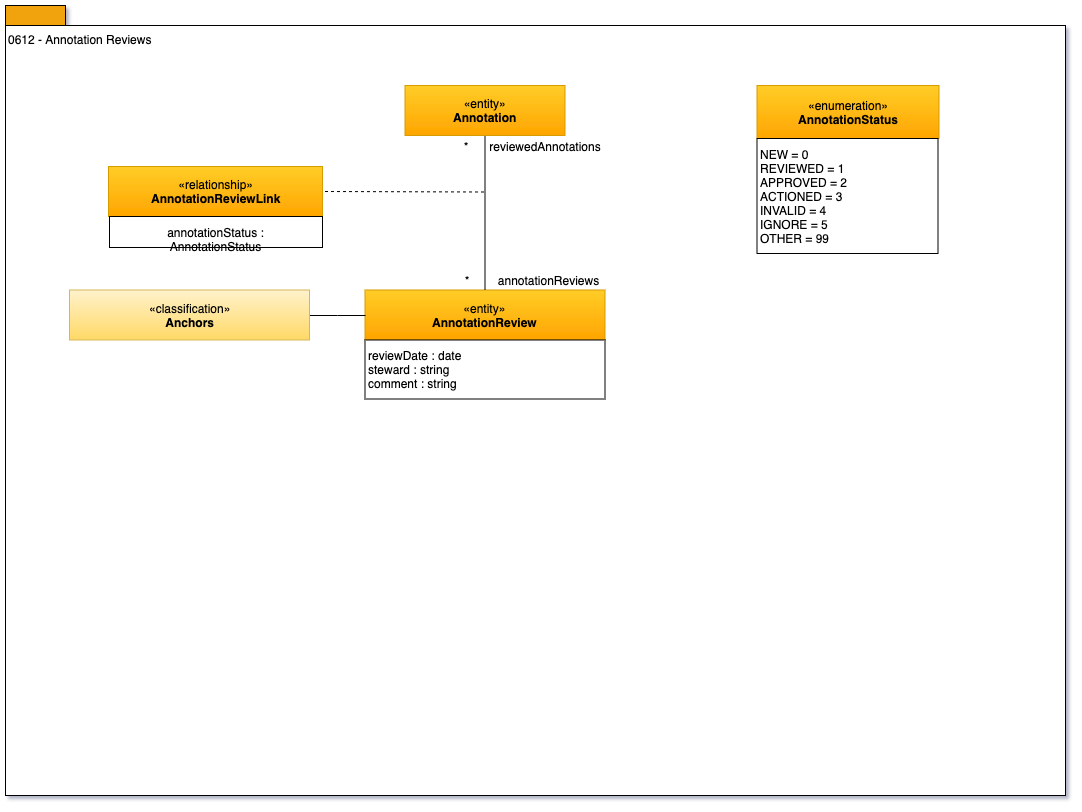 0612 - Annotation Reviews
«entity»
Annotation
«enumeration»
AnnotationStatus
* reviewedAnnotations
NEW = 0
REVIEWED = 1
APPROVED = 2
ACTIONED = 3
INVALID = 4
IGNORE = 5
OTHER = 99
«relationship»
AnnotationReviewLink
annotationStatus :
AnnotationStatus
* annotationReviews
«classification»
Anchors
«entity»
AnnotationReview
reviewDate : date
steward : string
comment : string